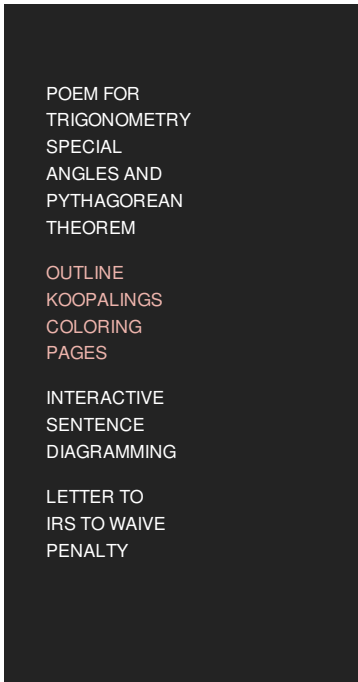 POEM FOR
TRIGONOMETRY
SPECIAL
ANGLES AND
PYTHAGOREAN
THEOREM
OUTLINE
KOOPALINGS
COLORING
PAGES
INTERACTIVE
SENTENCE
DIAGRAMMING
LETTER TO
IRS TO WAIVE
PENALTY